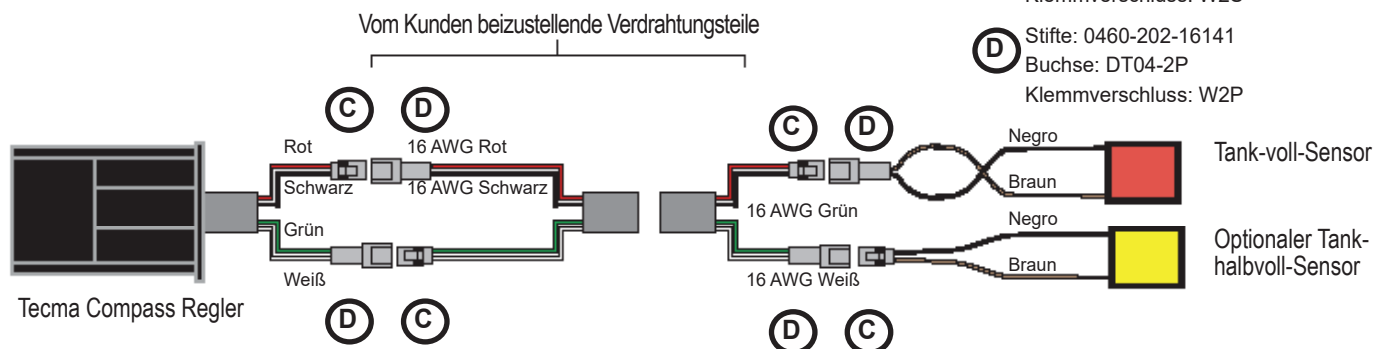 Vom Kunden beizustellende Verdrahtungsteile
D
Stifte: 0460-202-16141
Buchse: DT04-2P
Klemmverschluss: W2P
C
D
C
D
Rot
16 AWG Rot
Schwarz
16 AWG Schwarz
Grün
Weiß
16 AWG Grün
16 AWG Weiß
Negro
Braun
Tank-voll-Sensor
Negro
Braun
Optionaler Tank-
halbvoll-Sensor
Tecma Compass Regler
D
C
D
C